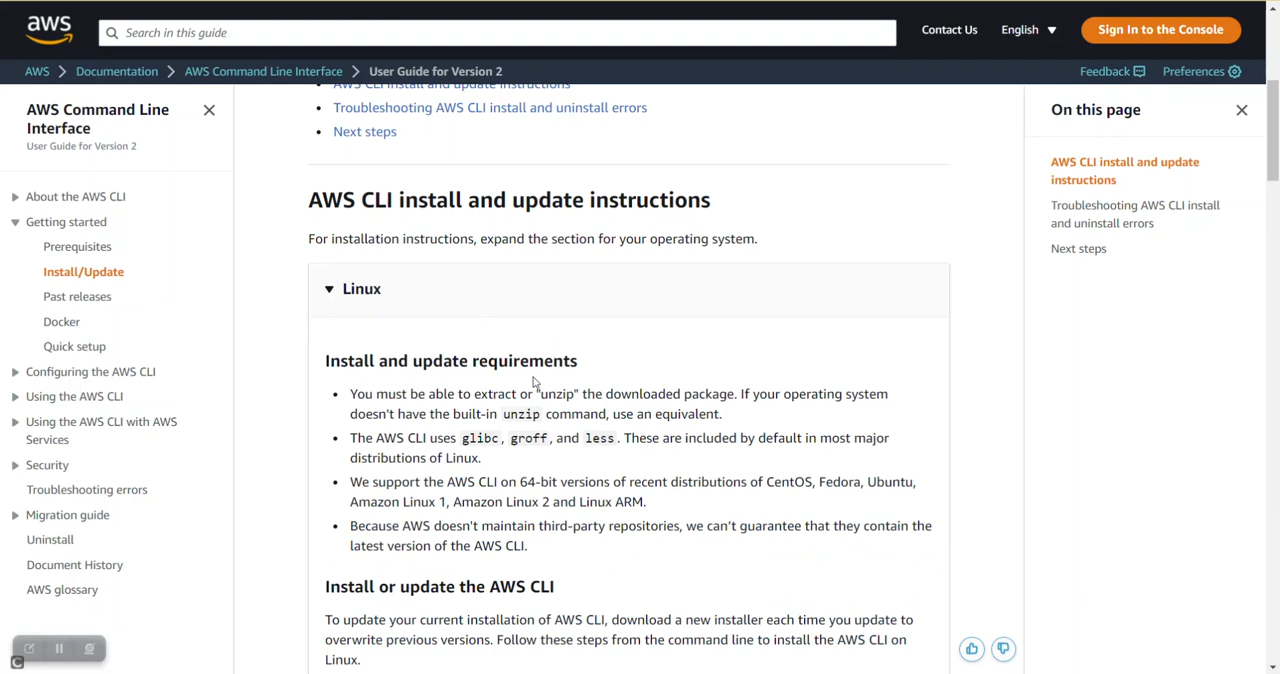 aws
Search in this guide
Contact Us
English
Sign In to the Console
AWS
Documentation
AWS Command Line Interface
User Guide for Version 2
Feedback
Preferences
AWS Command Line
Interface
User Guide for Version 2
About the AWS CLI
Getting started
Prerequisites
Install/Update
Past releases
Docker
Quick setup
Configuring the AWS CLI
Using the AWS CLI
Using the AWS CLI with AWS
Services
Security
Troubleshooting errors
Migration guide
Uninstall
Document History
AWS glossary
AWS CLI install and update instructions
Troubleshooting AWS CLI install and uninstall errors
Next steps
AWS CLI install and update instructions
For installation instructions, expand the section for your operating system.
Linux
Install and update requirements
You must be able to extract or "unzip" the downloaded package. If your operating system
doesn't have the built-in unzip command, use an equivalent.
The AWS CLI uses glibc, groff, and less. These are included by default in most major
distributions of Linux.
We support the AWS CLI on 64-bit versions of recent distributions of CentOS, Fedora, Ubuntu,
Amazon Linux 1, Amazon Linux 2 and Linux ARM.
Because AWS doesn't maintain third-party repositories, we can't guarantee that they contain the
latest version of the AWS CLI.
Install or update the AWS CLI
To update your current installation of AWS CLI, download a new installer each time you update to
overwrite previous versions. Follow these steps from the command line to install the AWS CLI on
Linux.
On this page
AWS CLI install and update
instructions
Troubleshooting AWS CLI install
and uninstall errors
Next steps